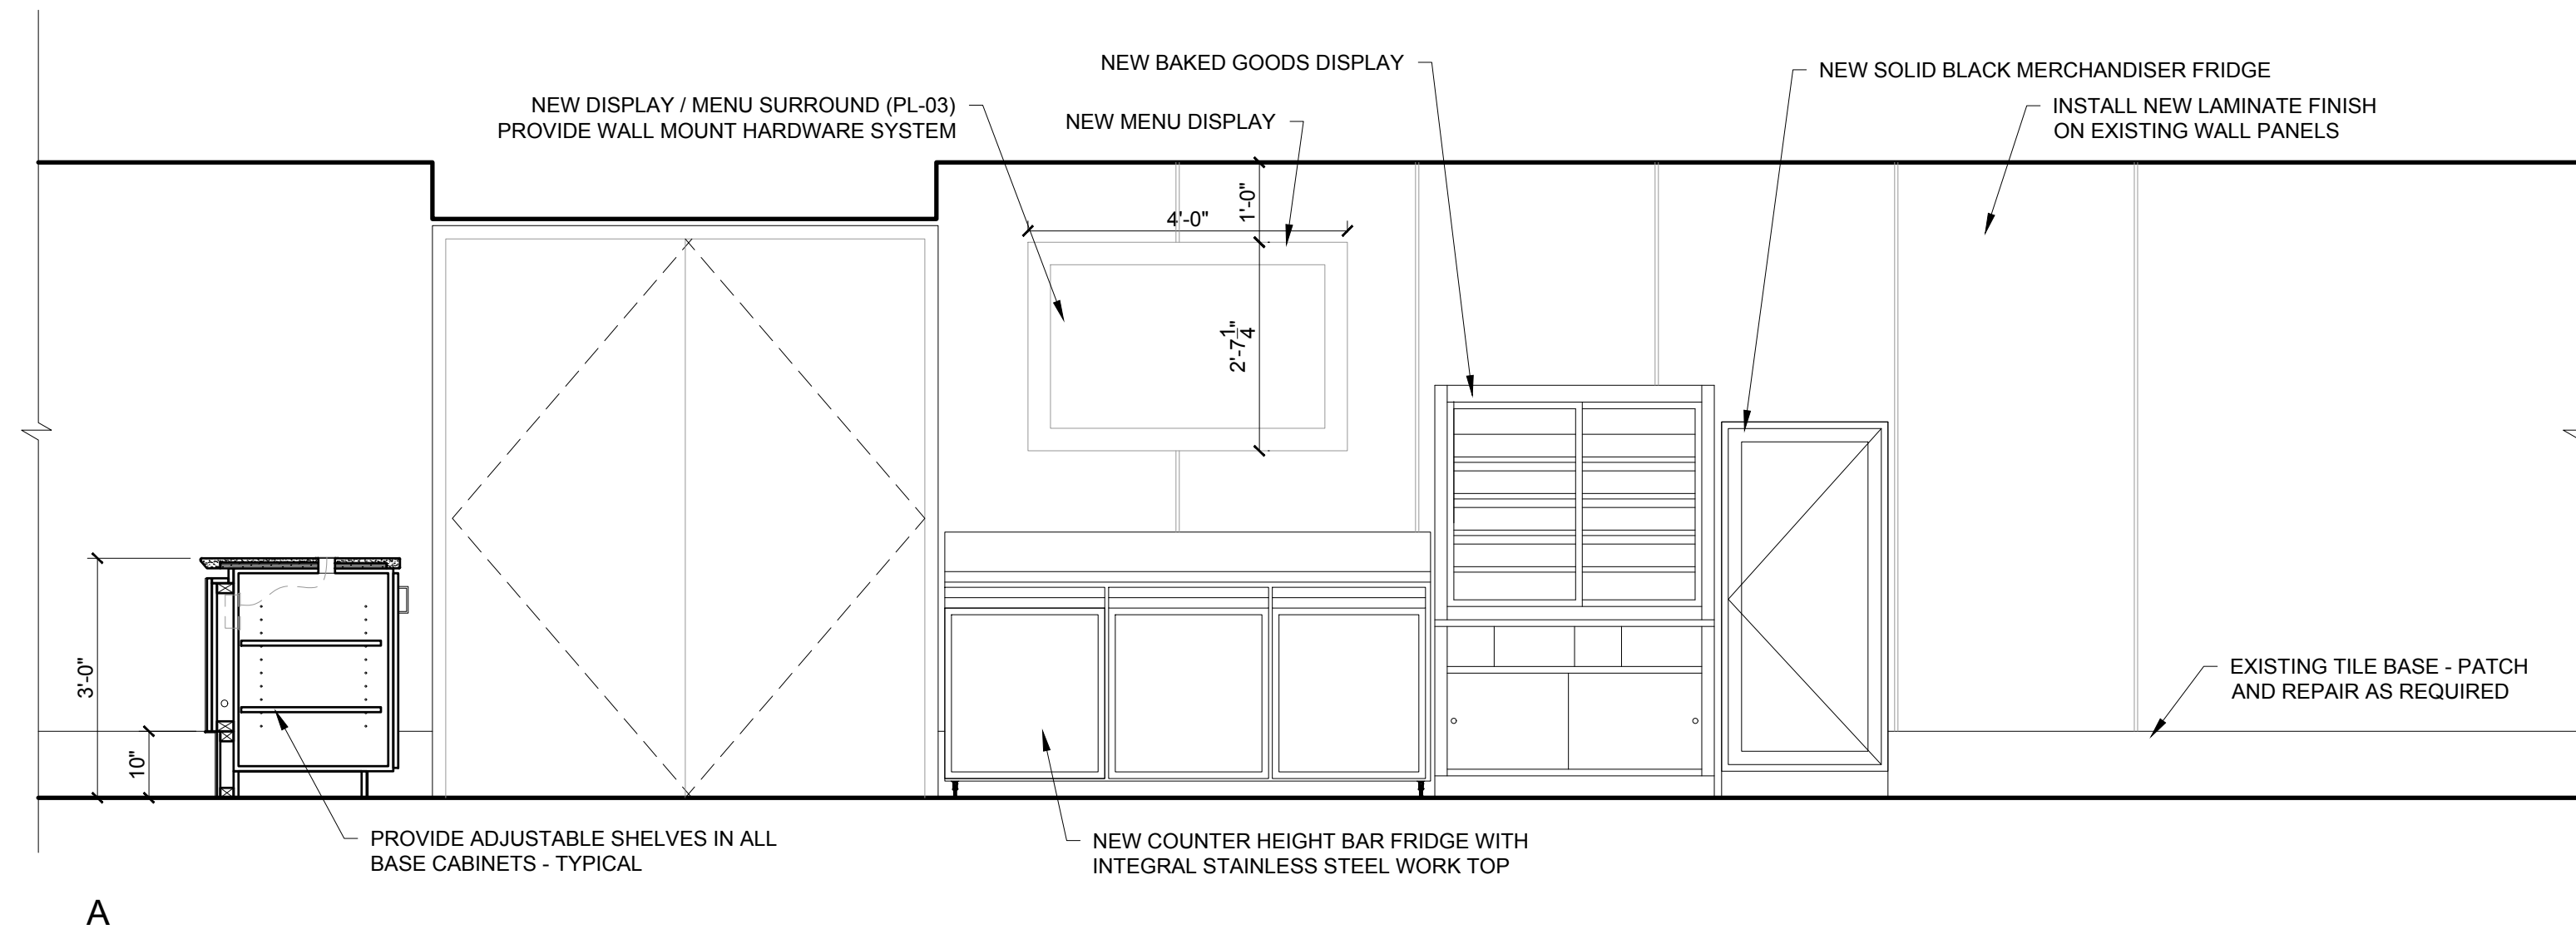 NEW BAKED GOODS DISPLAY
NEW SOLID BLACK MERCHANDISER FRIDGE
NEW DISPLAY / MENU SURROUND (PL-03)
PROVIDE WALL MOUNT HARDWARE SYSTEM
NEW MENU DISPLAY
INSTALL NEW LAMINATE FINISH
ON EXISTING WALL PANELS
1'-0"
4'-0"
2'-7 1/4"
3'-0"
10"
EXISTING TILE BASE - PATCH
AND REPAIR AS REQUIRED
PROVIDE ADJUSTABLE SHELVES IN ALL
BASE CABINETS - TYPICAL
NEW COUNTER HEIGHT BAR FRIDGE WITH
INTEGRAL STAINLESS STEEL WORK TOP
A